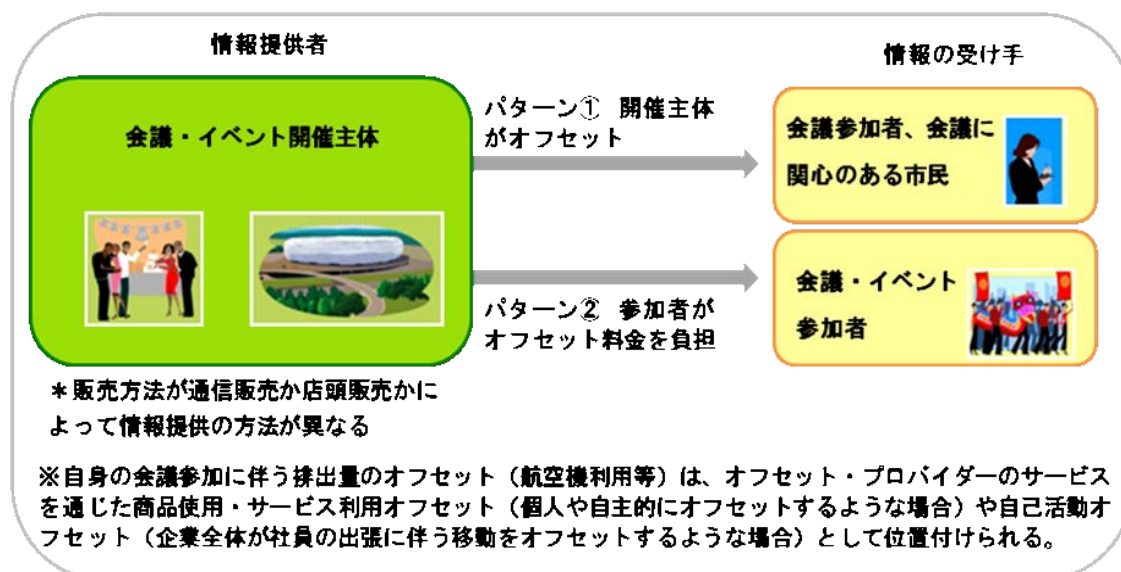 情報提供者
情報の受け手
会議・イベント開催主体
パターン① 開催主体
がオフセット
会議参加者、会議に
関心のある市民
パターン② 参加者が
オフセット料金を負担
会議・イベント
参加者
＊販売方法が通信販売か店頭販売かに
よって情報提供の方法が異なる
※自身の会議参加に伴う排出量のオフセット（航空機利用等）は、オフセット・プロバイダーのサービス
を通じた商品使用・サービス利用オフセット（個人や自主的にオフセットするような場合）や自己活動オ
フセット（企業全体が社員の出張に伴う移動をオフセットするような場合）として位置付けられる。